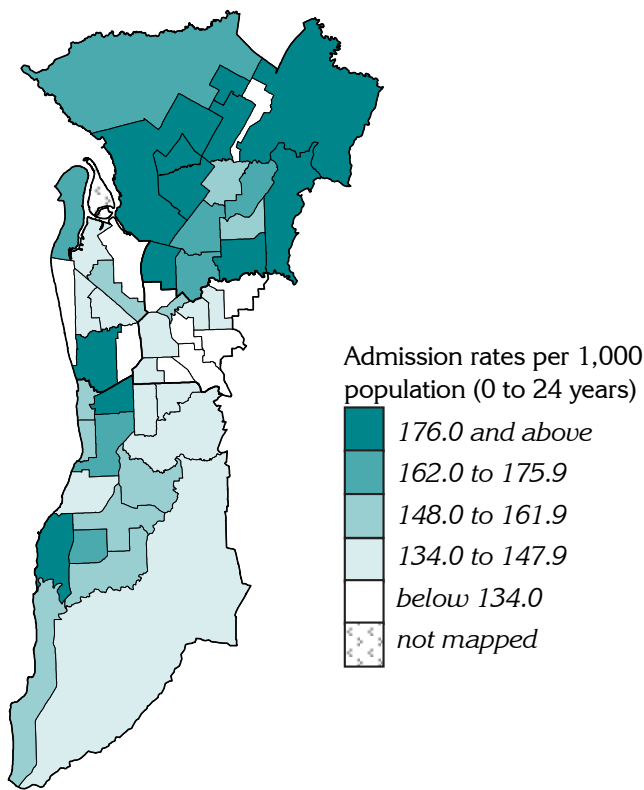 Admission rates per 1,000
population (0 to 24 years)
176.0 and above
162.0 to 175.9
148.0 to 161.9
134.0 to 147.9
below 134.0
not mapped